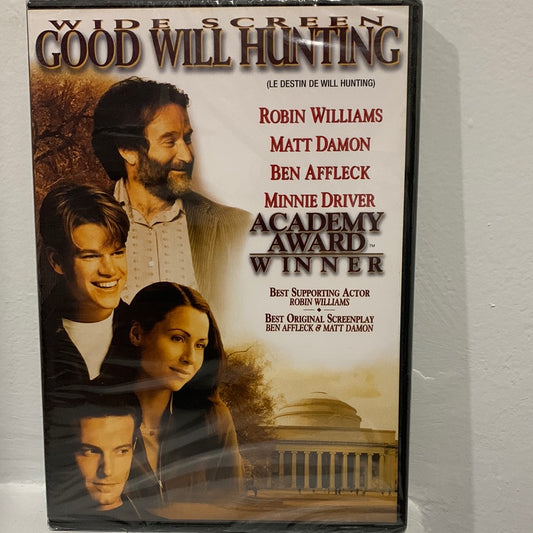 WIDE SCREEN
GOOD WILL HUNTING
(LE DESTIN DE WILL HUNTING)
ROBIN WILLIAMS
MATT DAMON
BEN AFFLECK
MINNIE DRIVER
ACADEMY
AWARD™
WINNER
BEST SUPPORTING ACTOR
ROBIN WILLIAMS
BEST ORIGINAL SCREENPLAY
BEN AFFLECK & MATT DAMON